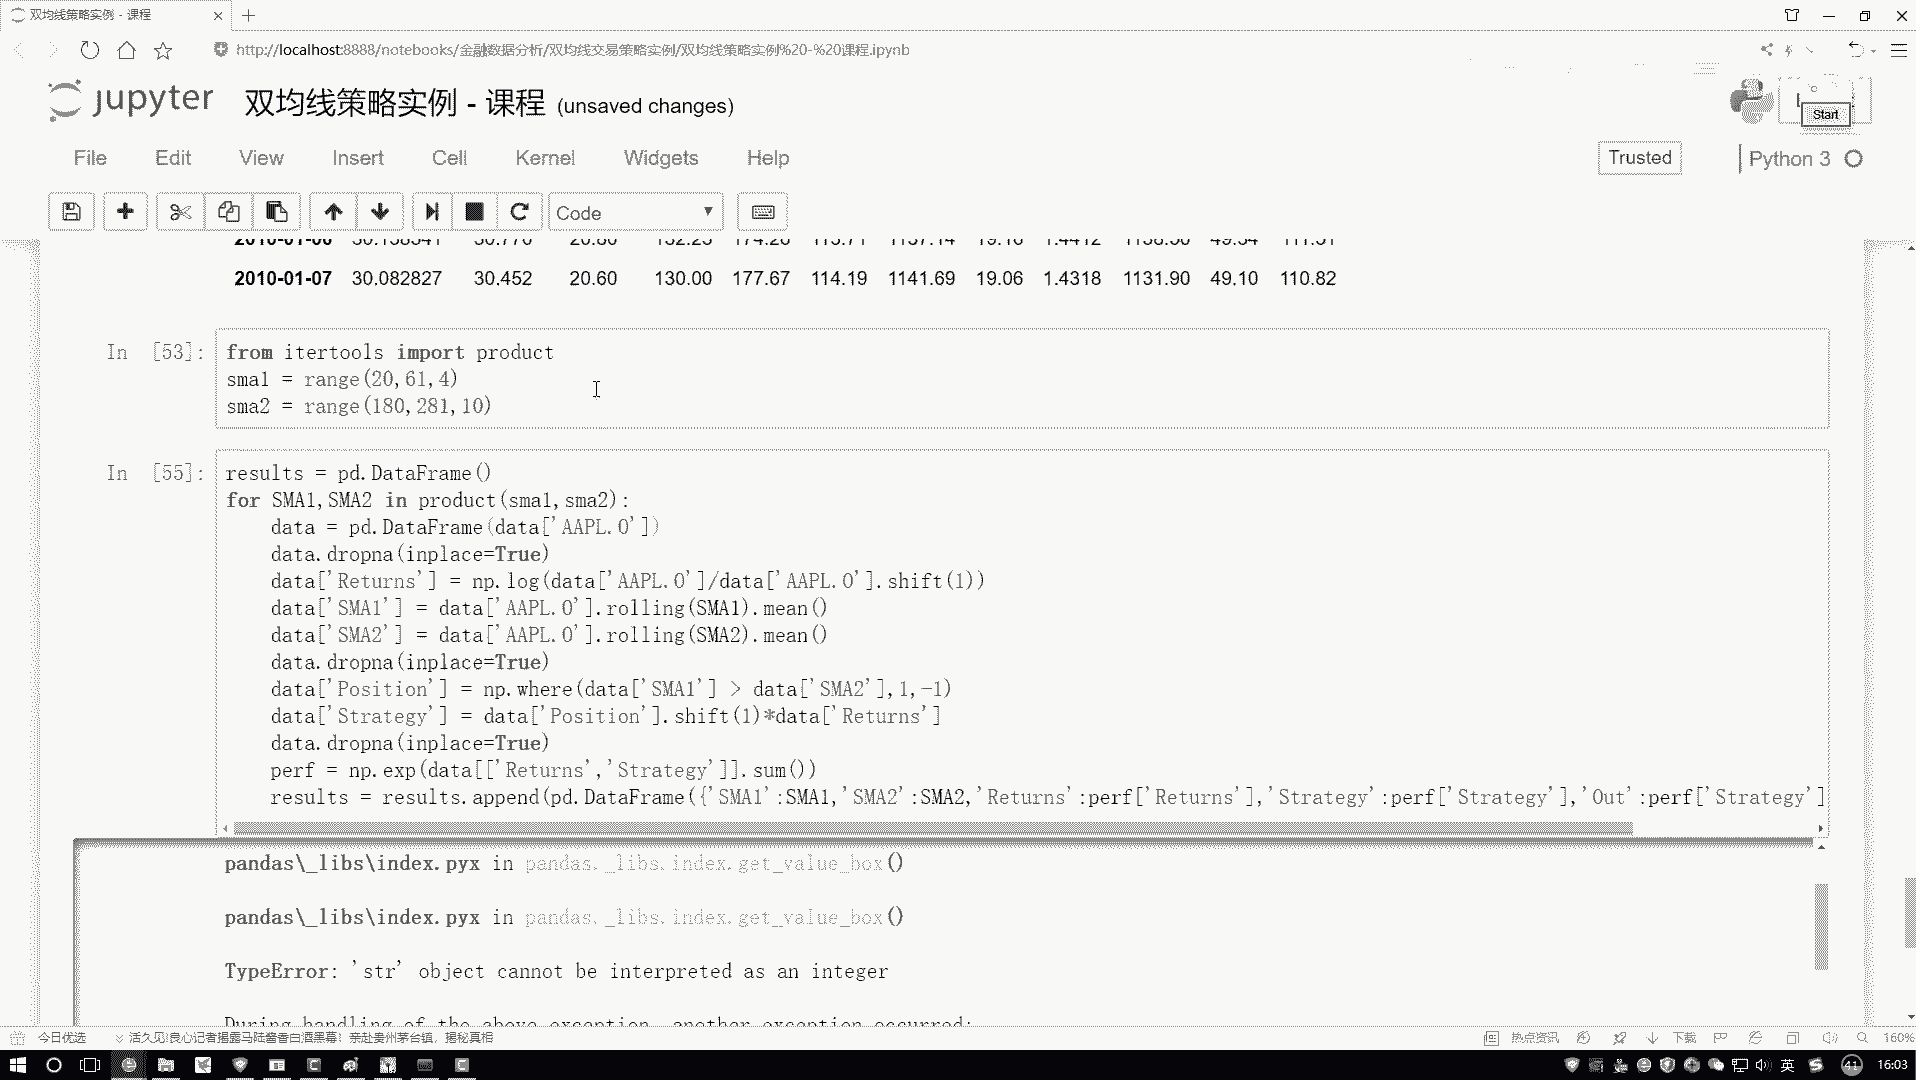 双均线策略实例 - 课程
http://localhost:8888/notebooks/金融数据分析/双均线交易策略实例/双均线策略实例%20-%20课程.ipynb
jupyter 双均线策略实例 - 课程 (unsaved changes)
Start
File Edit View Insert Cell Kernel Widgets Help
Trusted Python 3
Code
2010-01-07 30.082827 30.452 20.60 130.00 177.67 114.19 1141.69 19.06 1.4318 1131.90 49.10 110.82
In [53]: from itertools import product
sma1 = range(20,61,4)
sma2 = range(180,281,10)
In [55]: results = pd.DataFrame()
for SMA1,SMA2 in product(sma1,sma2):
data = pd.DataFrame(data['AAPL.O'])
data.dropna(inplace=True)
data['Returns'] = np.log(data['AAPL.O']/data['AAPL.O'].shift(1))
data['SMA1'] = data['AAPL.O'].rolling(SMA1).mean()
data['SMA2'] = data['AAPL.O'].rolling(SMA2).mean()
data.dropna(inplace=True)
data['Position'] = np.where(data['SMA1'] > data['SMA2'],1,-1)
data['Strategy'] = data['Position'].shift(1)*data['Returns']
data.dropna(inplace=True)
perf = np.exp(data[['Returns','Strategy']].sum())
results = results.append(pd.DataFrame({'SMA1':SMA1,'SMA2':SMA2,'Returns':perf['Returns'],'Strategy':perf['Strategy'],'Out':perf['Strategy']
pandas\_libs\index.pyx in pandas._libs.index.get_value_box()
pandas\_libs\index.pyx in pandas._libs.index.get_value_box()
TypeError: 'str' object cannot be interpreted as an integer
During handling of the above exception, another exception occurred:
今日优选 活久见!良心记者揭露马陆酱香白酒黑幕! 亲赴贵州茅台镇, 揭秘真相
热点资讯 下载 160%
英 41 16:03